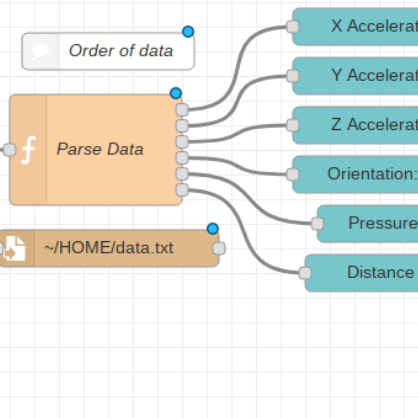 Order of data
Parse Data
~/HOME/data.txt
X Accelerat
Y Accelerat
Z Accelerat
Orientation:
Pressure
Distance